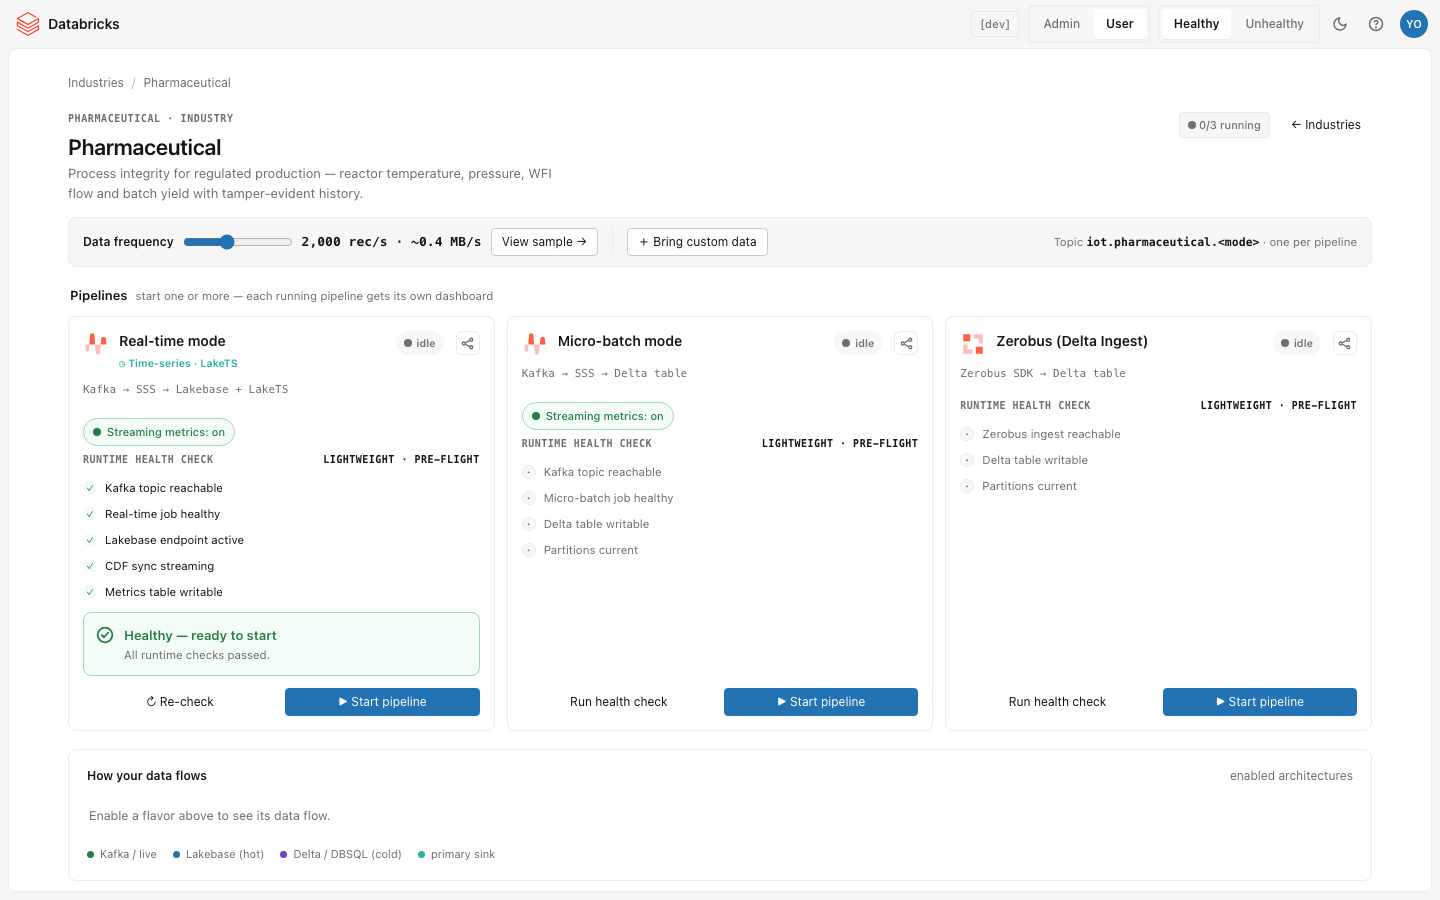 Databricks
[dev]
Admin
User
Healthy
Unhealthy
YO
Industries / Pharmaceutical
PHARMACEUTICAL · INDUSTRY
0/3 running
← Industries
Pharmaceutical
Process integrity for regulated production — reactor temperature, pressure, WFI
flow and batch yield with tamper-evident history.
Data frequency
2,000 rec/s · ~0.4 MB/s
View sample →
+ Bring custom data
Topic iot.pharmaceutical.<mode> · one per pipeline
Pipelines start one or more — each running pipeline gets its own dashboard
Real-time mode
idle
Time-series · LakeTS
Kafka → SSS → Lakebase + LakeTS
Streaming metrics: on
RUNTIME HEALTH CHECK
LIGHTWEIGHT · PRE-FLIGHT
✓ Kafka topic reachable
✓ Real-time job healthy
✓ Lakebase endpoint active
✓ CDF sync streaming
✓ Metrics table writable
Healthy — ready to start
All runtime checks passed.
↻ Re-check
▶ Start pipeline
Micro-batch mode
idle
Kafka → SSS → Delta table
Streaming metrics: on
RUNTIME HEALTH CHECK
LIGHTWEIGHT · PRE-FLIGHT
Kafka topic reachable
Micro-batch job healthy
Delta table writable
Partitions current
Run health check
▶ Start pipeline
Zerobus (Delta Ingest)
idle
Zerobus SDK → Delta table
RUNTIME HEALTH CHECK
LIGHTWEIGHT · PRE-FLIGHT
Zerobus ingest reachable
Delta table writable
Partitions current
Run health check
▶ Start pipeline
How your data flows
enabled architectures
Enable a flavor above to see its data flow.
Kafka / live
Lakebase (hot)
Delta / DBSQL (cold)
primary sink